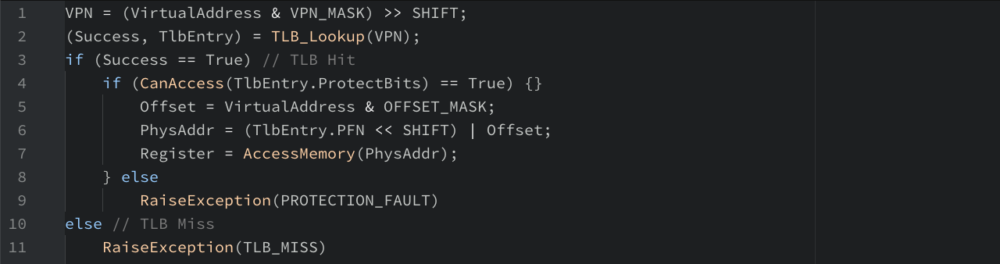 1 VPN = (VirtualAddress & VPN_MASK) >> SHIFT;
2 (Success, TlbEntry) = TLB_Lookup(VPN);
3 if (Success == True) // TLB Hit
4     if (CanAccess(TlbEntry.ProtectBits) == True) {}
5         Offset = VirtualAddress & OFFSET_MASK;
6         PhysAddr = (TlbEntry.PFN << SHIFT) | Offset;
7         Register = AccessMemory(PhysAddr);
8     } else
9         RaiseException(PROTECTION_FAULT)
10 else // TLB Miss
11     RaiseException(TLB_MISS)